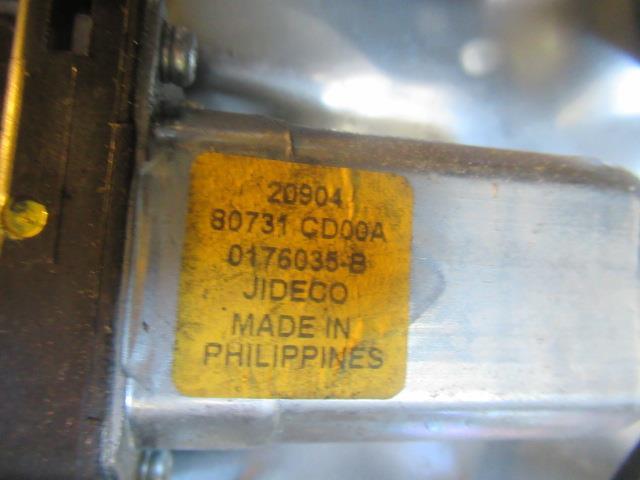 20904
80731 CD00A
0176035-B
JIDECO
MADE IN
PHILIPPINES